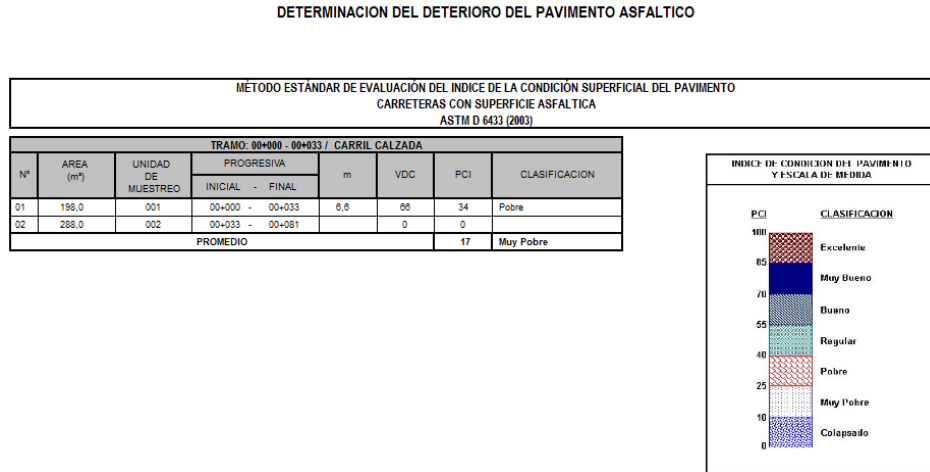 DETERMINACION DEL DETERIORO DEL PAVIMENTO ASFALTICO
MÉTODO ESTÁNDAR DE EVALUACIÓN DEL INDICE DE LA CONDICIÓN SUPERFICIAL DEL PAVIMENTO
CARRETERAS CON SUPERFICIE ASFALTICA
ASTM D 6433 (2003)
TRAMO: 00+000 - 00+033 / CARRIL CALZADA
N° AREA (m²) UNIDAD DE MUESTREO PROGRESIVA INICIAL - FINAL m VDC PCI CLASIFICACION
01 198,0 001 00+000 - 00+033 6,6 66 34 Pobre
02 288,0 002 00+033 - 00+081 0 0
PROMEDIO 17 Muy Pobre
INDICE DE CONDICION DEL PAVIMENTO
Y ESCALA DE MEDIDA
PCI CLASIFICACION
100
Excelente
85
Muy Bueno
70
Bueno
55
Regular
40
Pobre
25
Muy Pobre
10
Colapsado
0